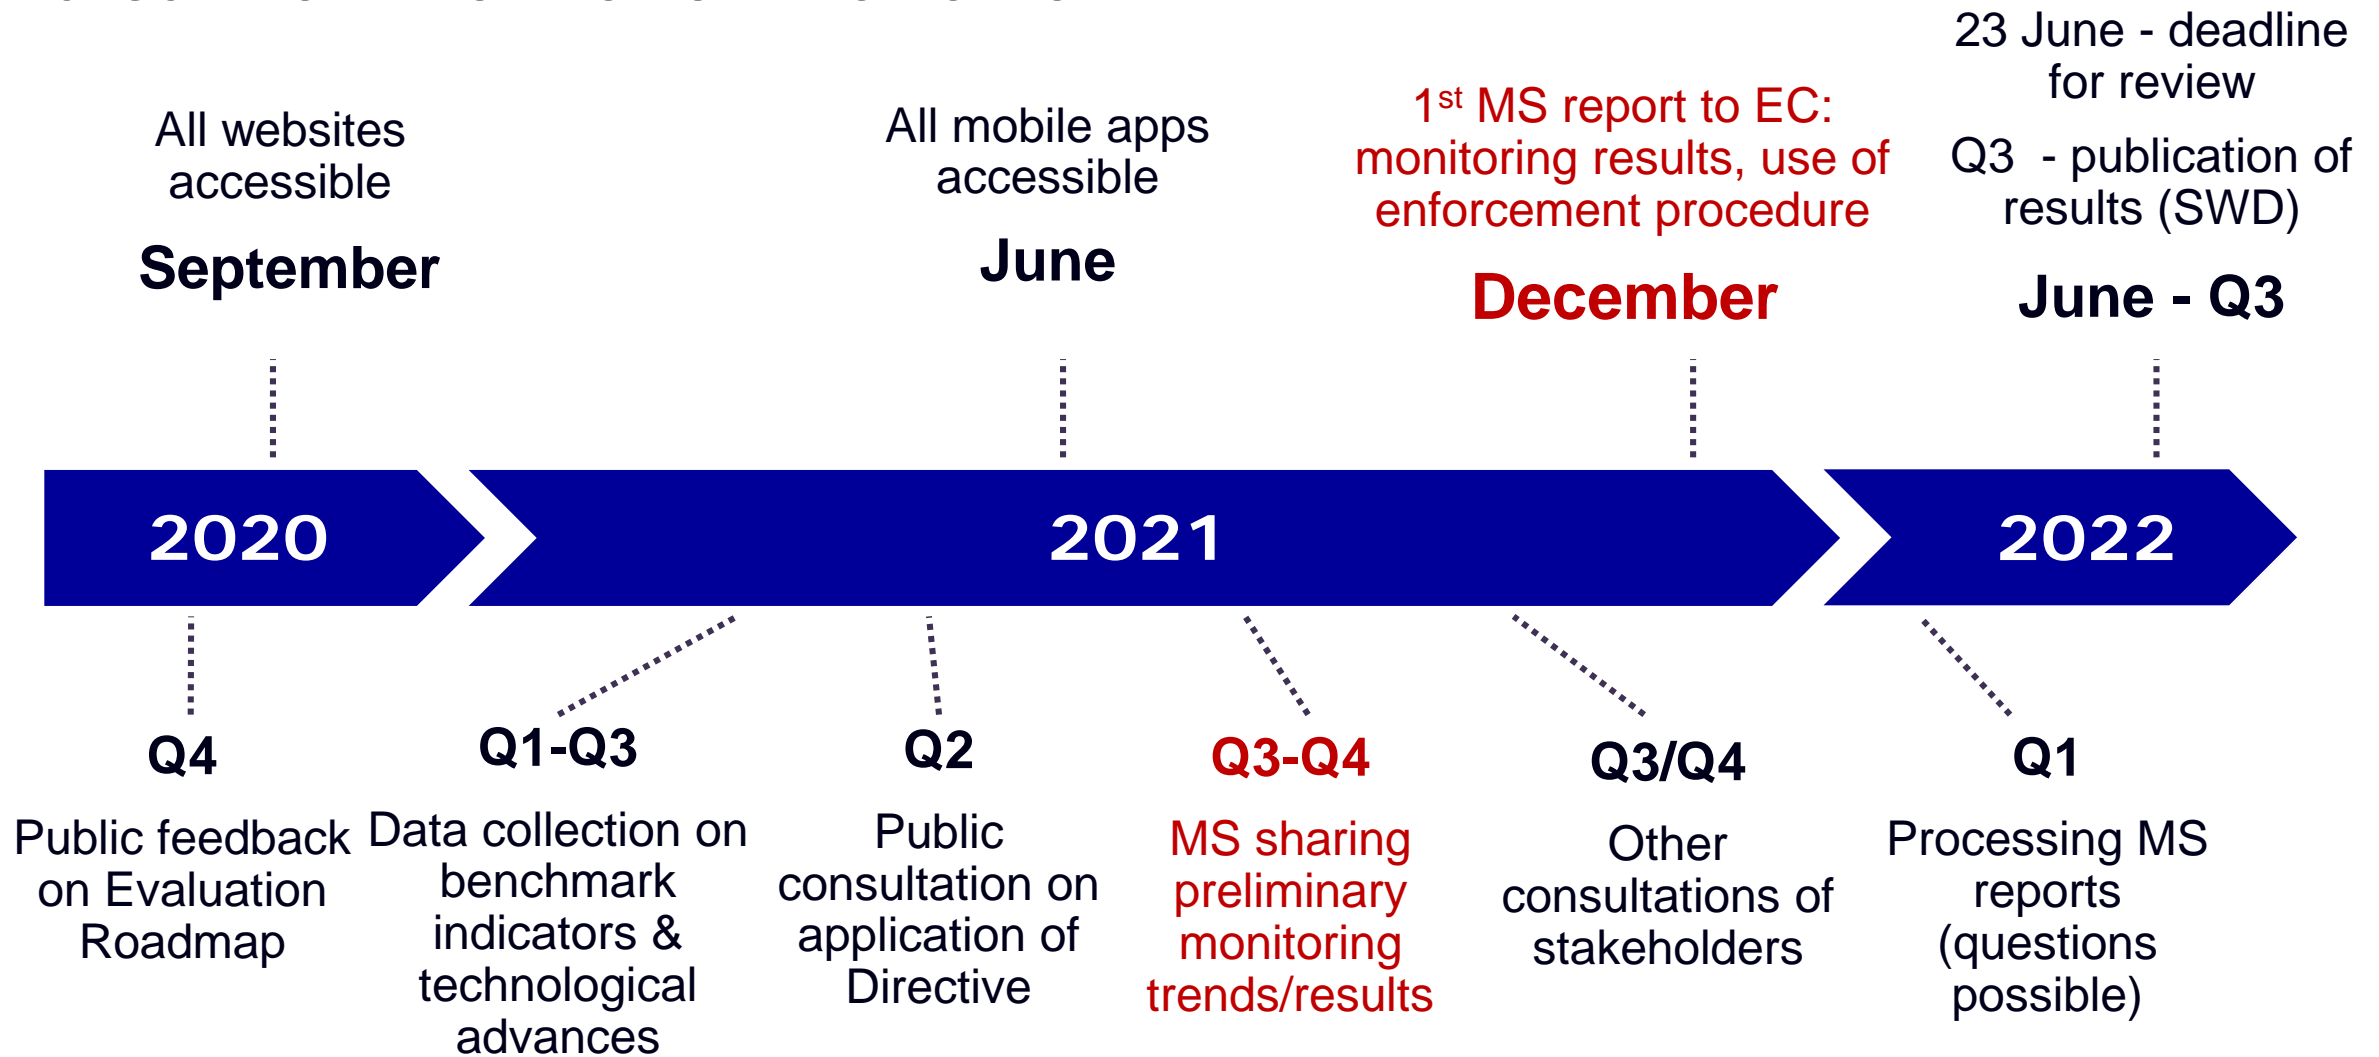 23 June - deadline
for review
Q3 - publication of
results (SWD)
June - Q3
All websites
accessible
September
All mobile apps
accessible
June
1st MS report to EC:
monitoring results, use of
enforcement procedure
December
2020
2021
2022
Q4
Public feedback
on Evaluation
Roadmap
Q1-Q3
Data collection on
benchmark
indicators &
technological
advances
Q2
Public
consultation on
application of
Directive
Q3-Q4
MS sharing
preliminary
monitoring
trends/results
Q3/Q4
Other
consultations of
stakeholders
Q1
Processing MS
reports
(questions
possible)